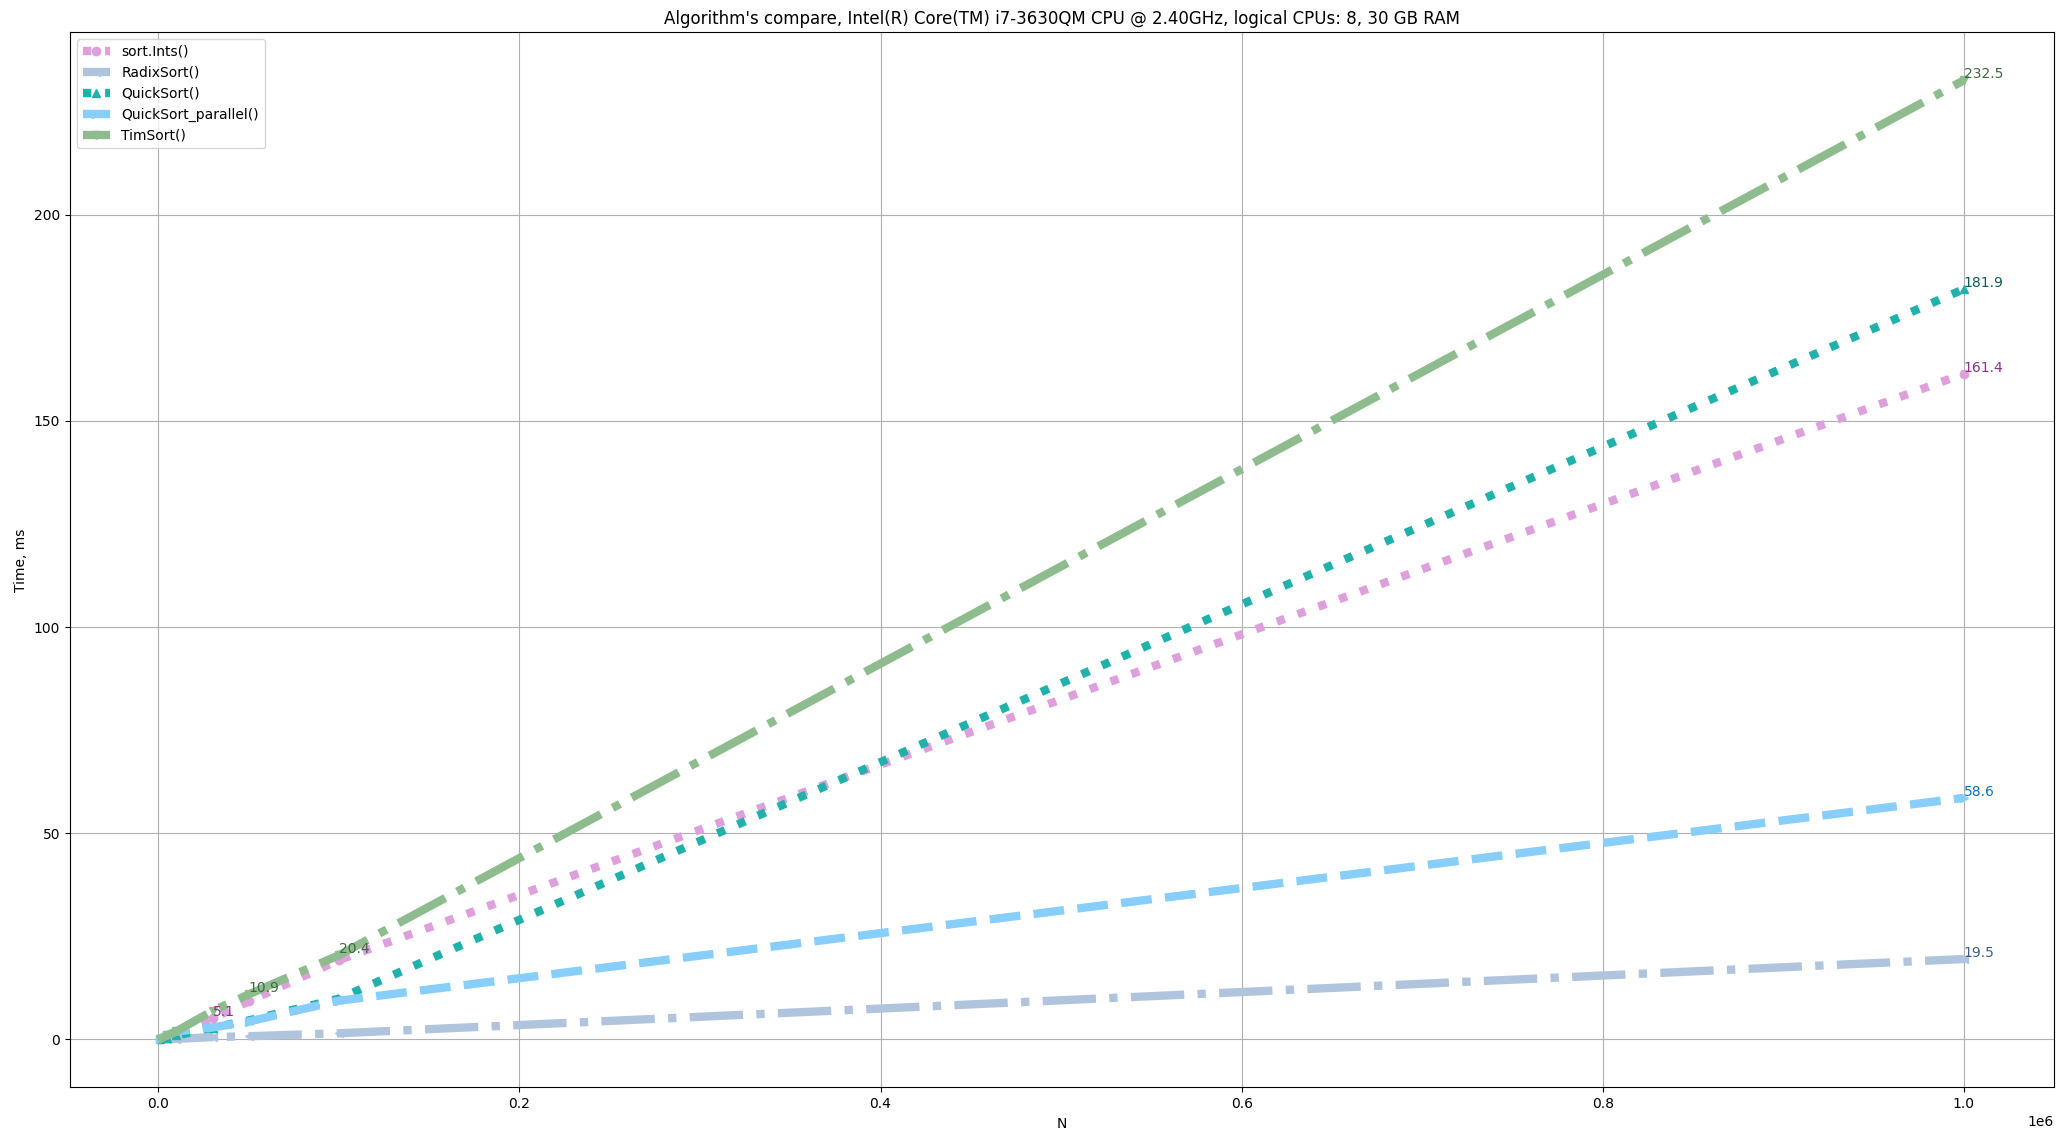 Algorithm's compare, Intel(R) Core(TM) i7-3630QM CPU @ 2.40GHz, logical CPUs: 8, 30 GB RAM
sort.Ints()
RadixSort()
QuickSort()
QuickSort_parallel()
TimSort()
232.5
181.9
161.4
58.6
19.5
20.4
10.9
5.1
200
150
100
50
0
Time, ms
0.0 0.2 0.4 0.6 0.8 1.0
1e6
N